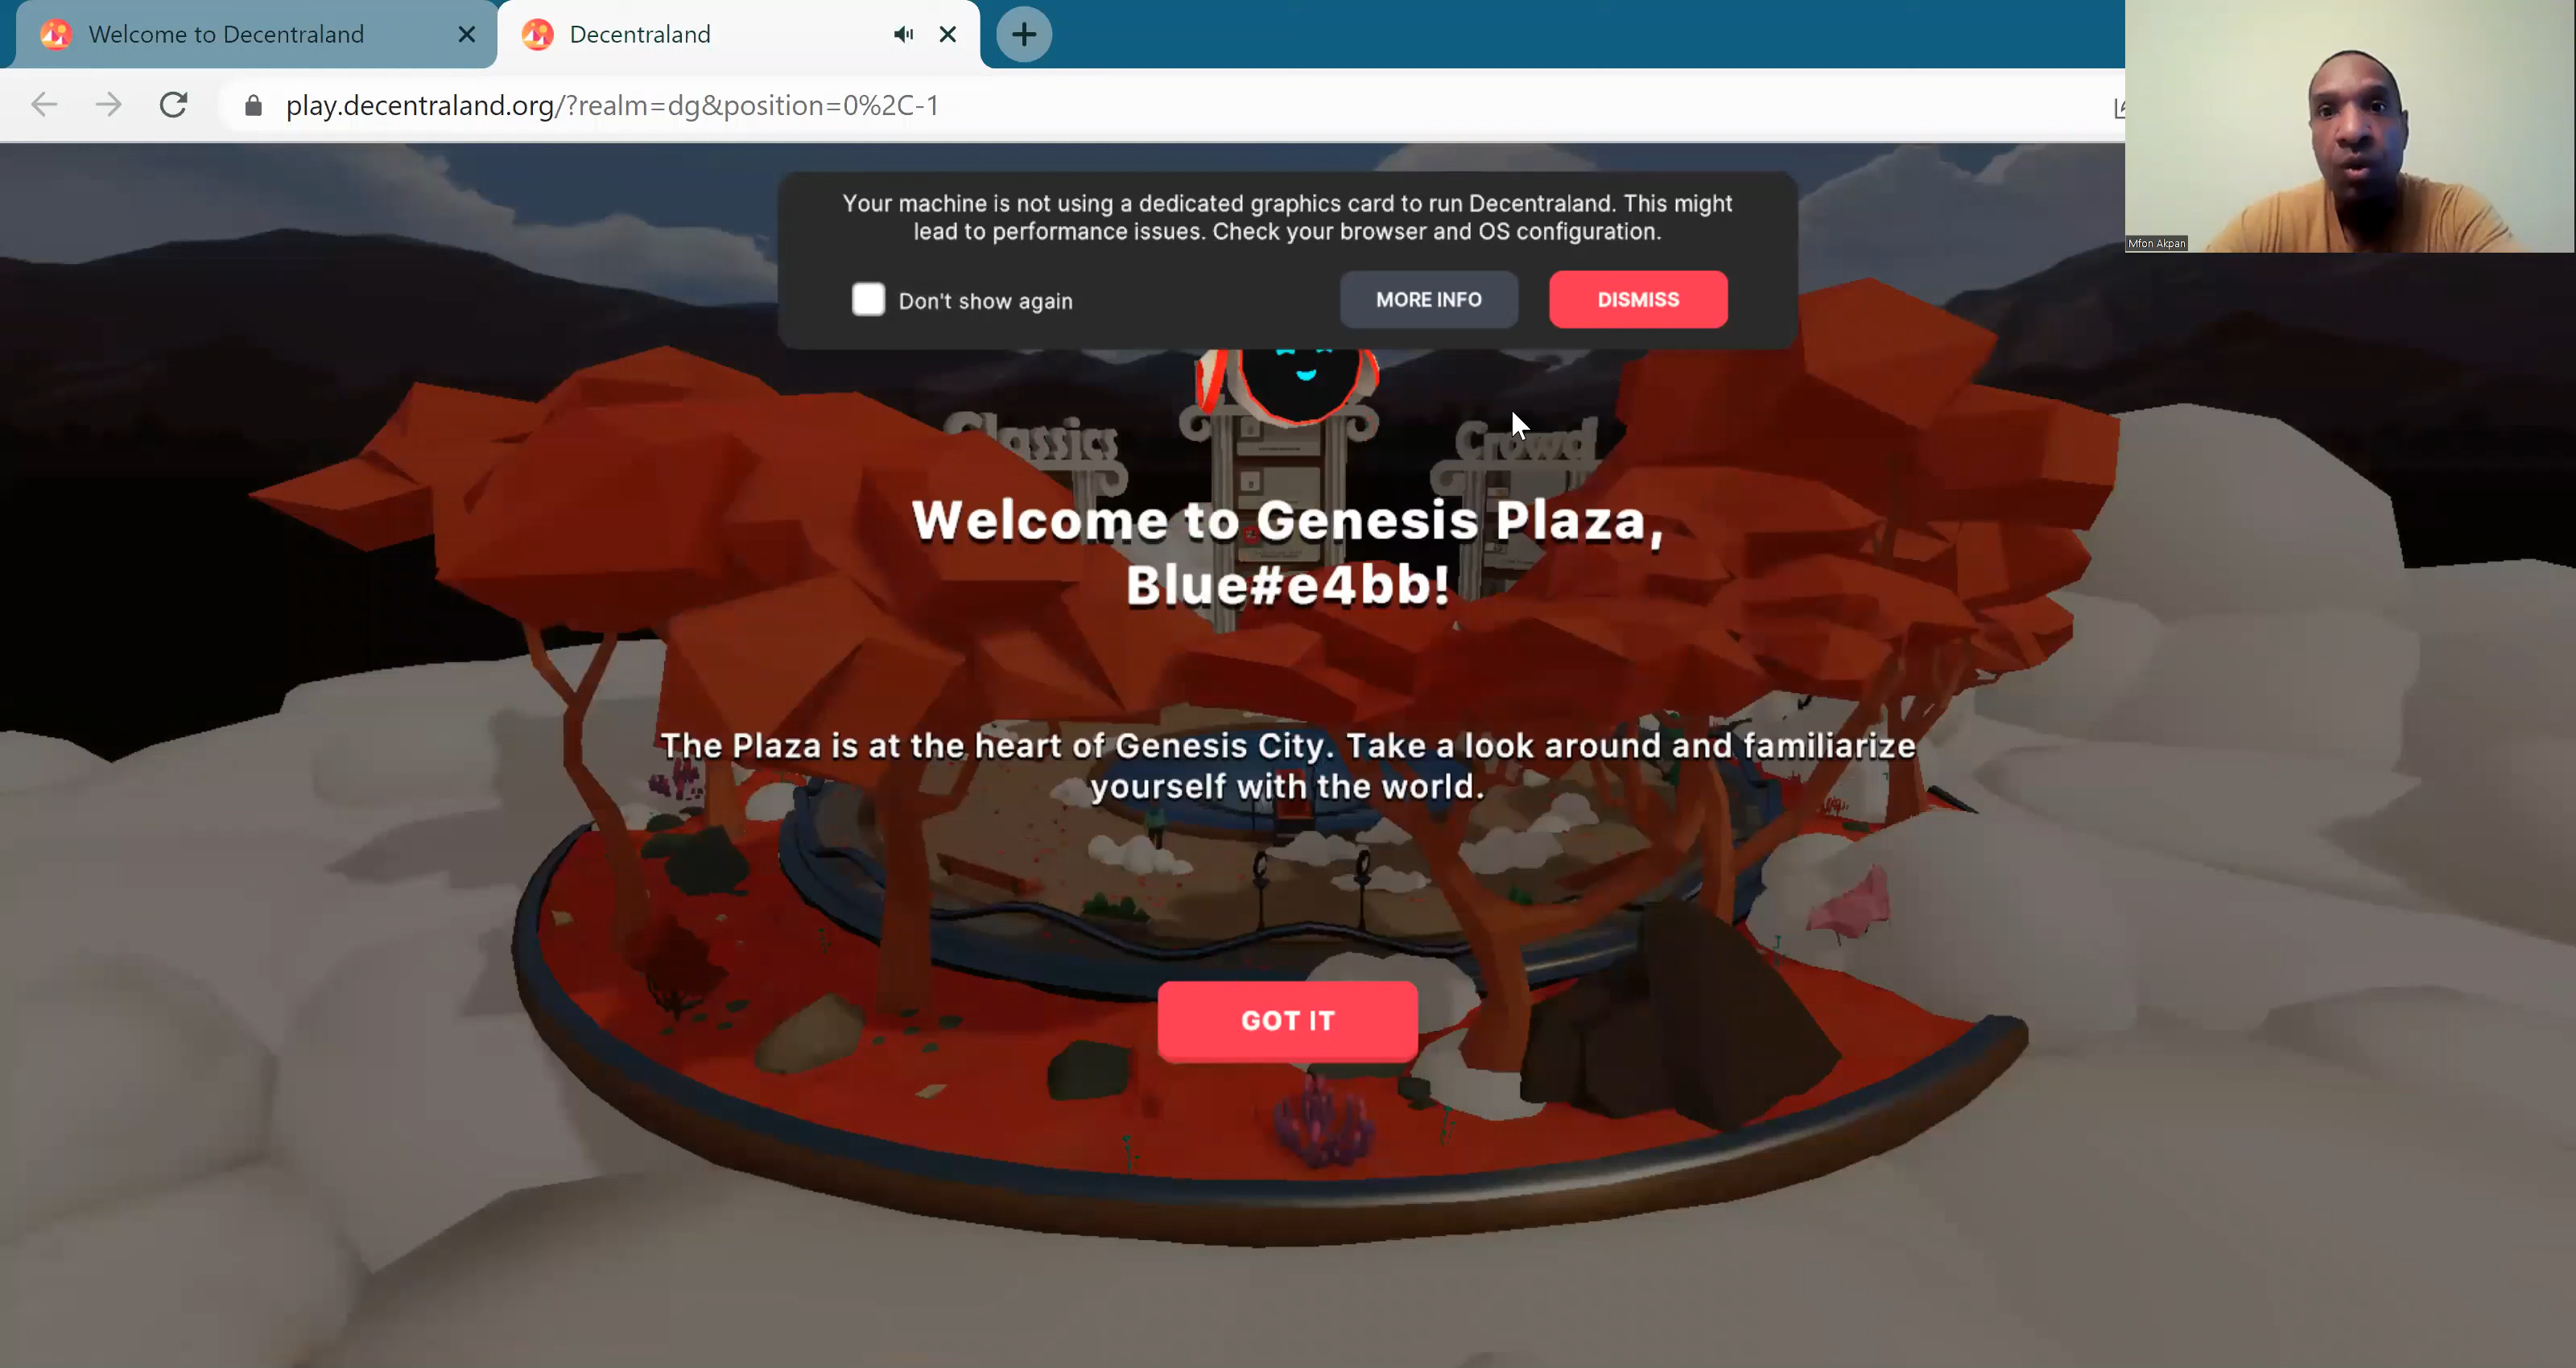 Welcome to Decentraland
Decentraland
play.decentraland.org/?realm=dg&position=0%2C-1
Mfon Akpan
Your machine is not using a dedicated graphics card to run Decentraland. This might
lead to performance issues. Check your browser and OS configuration.
Don't show again
MORE INFO
DISMISS
Classics
Crowd
Welcome to Genesis Plaza,
Blue#e4bb!
The Plaza is at the heart of Genesis City. Take a look around and familiarize
yourself with the world.
GOT IT